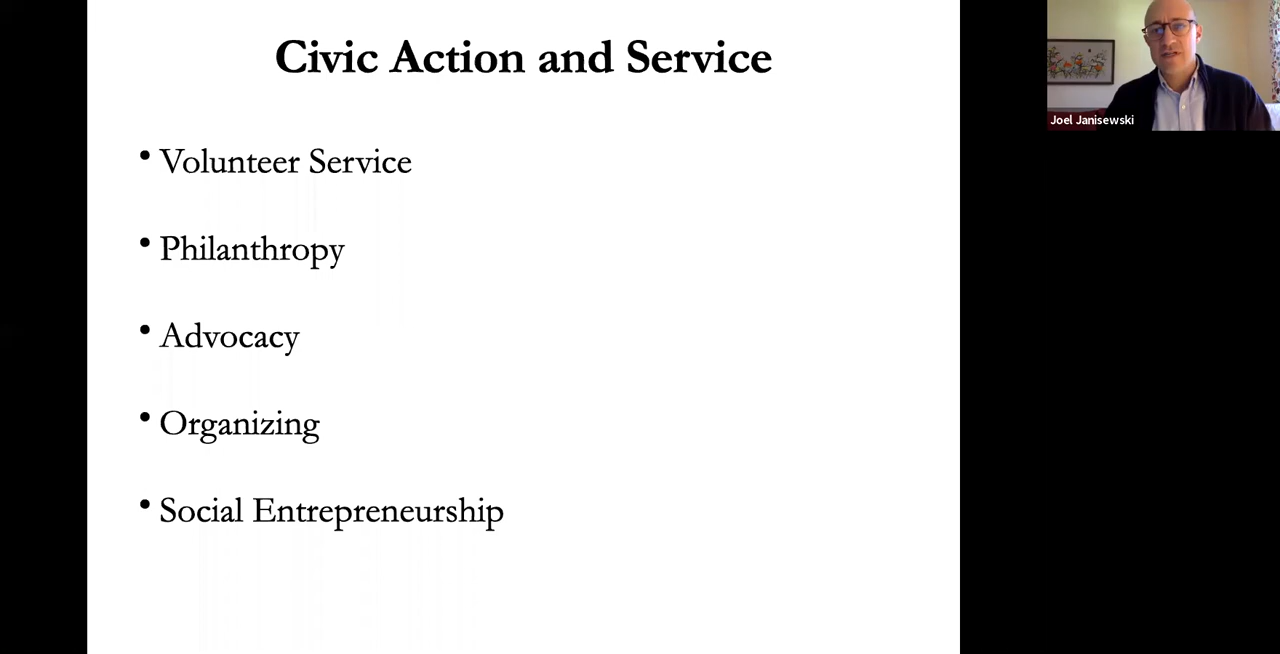 Civic Action and Service
• Volunteer Service
• Philanthropy
• Advocacy
• Organizing
• Social Entrepreneurship
Joel Janisewski